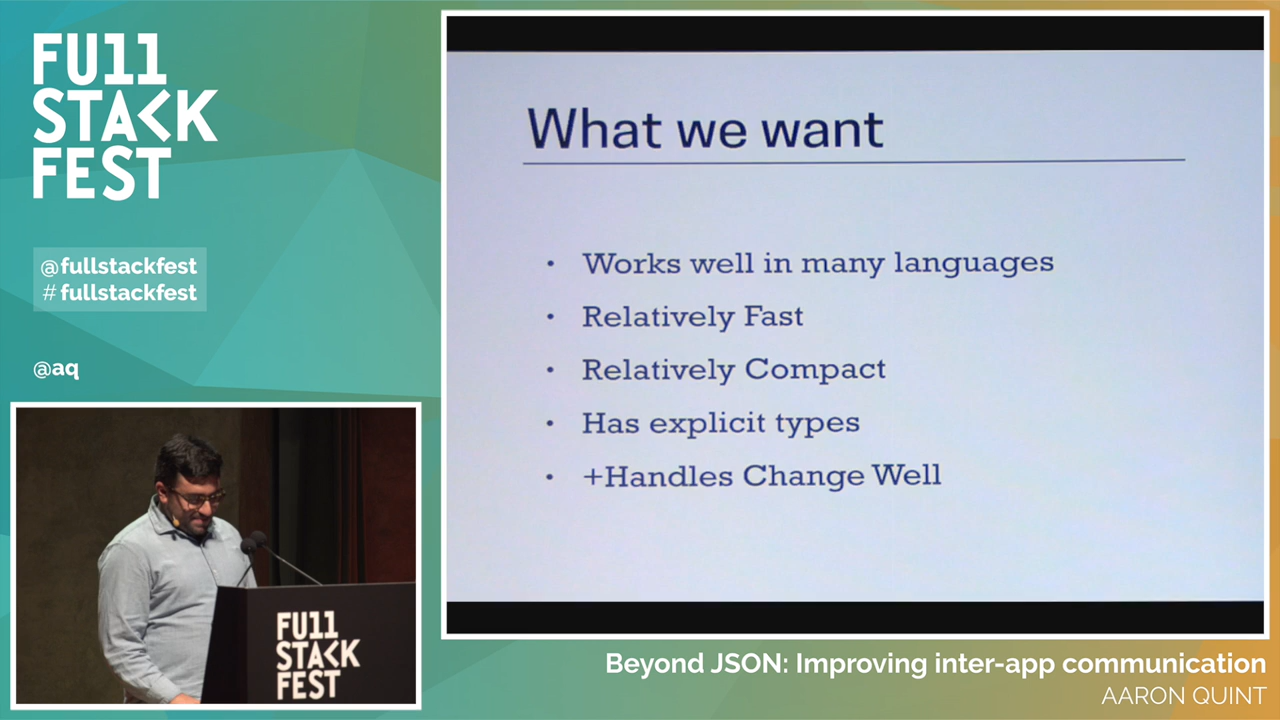 FU11
STACK
FEST
@fullstackfest
# fullstackfest
@aq
FU11
STACK
FEST
What we want
• Works well in many languages
• Relatively Fast
• Relatively Compact
• Has explicit types
• +Handles Change Well
Beyond JSON: Improving inter-app communication
AARON QUINT